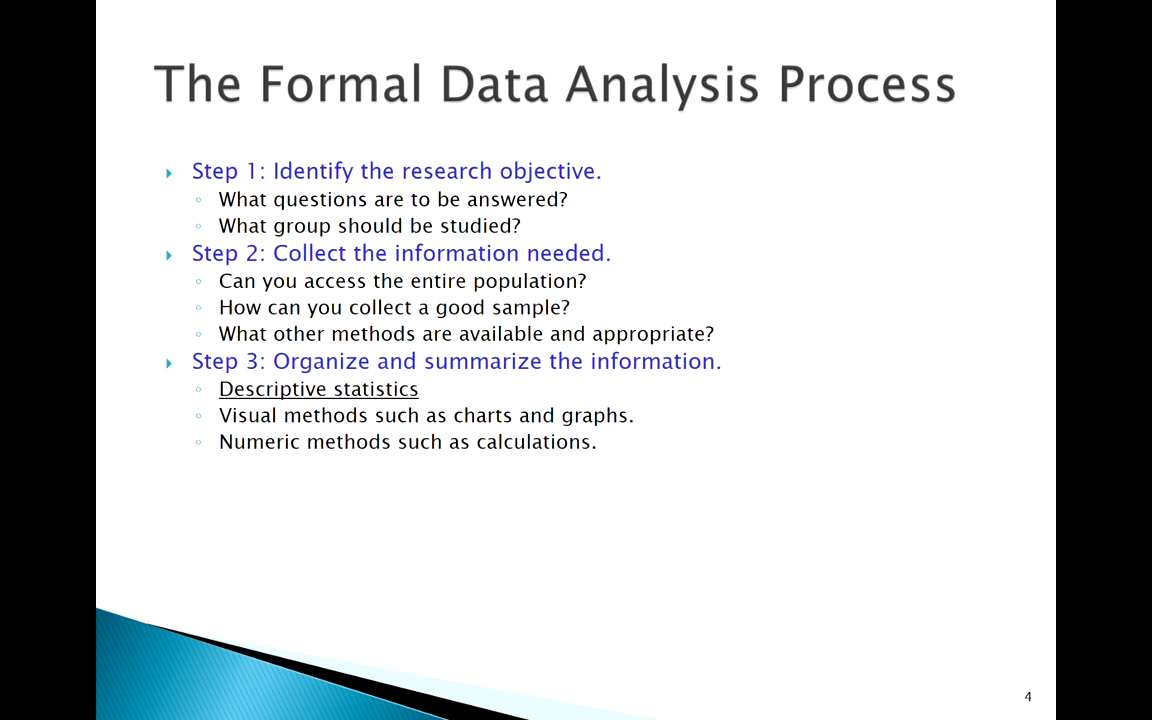 The Formal Data Analysis Process
Step 1: Identify the research objective.
What questions are to be answered?
What group should be studied?
Step 2: Collect the information needed.
Can you access the entire population?
How can you collect a good sample?
What other methods are available and appropriate?
Step 3: Organize and summarize the information.
Descriptive statistics
Visual methods such as charts and graphs.
Numeric methods such as calculations.
4